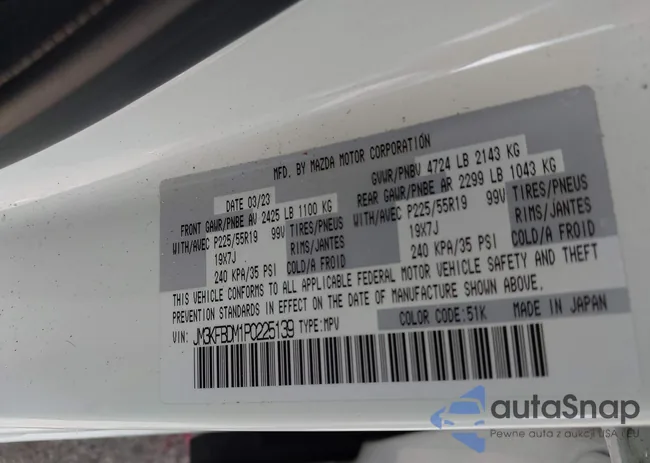 MFD. BY MAZDA MOTOR CORPORATION
DATE 03/23 GVWR/PNBV 4724 LB 2143 KG
FRONT GAWR/PNBE AV 2425 LB 1100 KG REAR GAWR/PNBE AR 2299 LB 1043 KG
WITH/AVEC P225/55R19 99V TIRES/PNEUS WITH/AVEC P225/55R19 99V TIRES/PNEUS
19X7J RIMS/JANTES 19X7J RIMS/JANTES
240 KPA/35 PSI COLD/A FROID 240 KPA/35 PSI COLD/A FROID
THIS VEHICLE CONFORMS TO ALL APPLICABLE FEDERAL MOTOR VEHICLE SAFETY AND THEFT
PREVENTION STANDARDS IN EFFECT ON THE DATE OF MANUFACTURE SHOWN ABOVE.
VIN: JM3KFBDM1P0225139 TYPE:MPV COLOR CODE:51K MADE IN JAPAN
autaSnap
Pewne auta z aukcji USA i EU